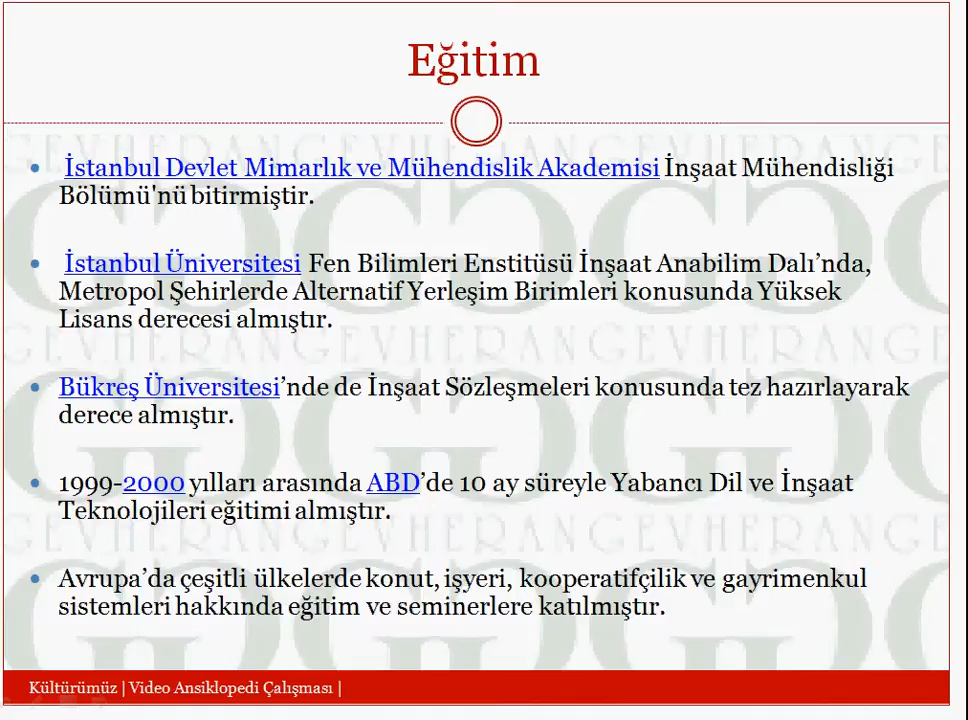 Eğitim
İstanbul Devlet Mimarlık ve Mühendislik Akademisi İnşaat Mühendisliği
Bölümü'nü bitirmiştir.
İstanbul Üniversitesi Fen Bilimleri Enstitüsü İnşaat Anabilim Dalı’nda,
Metropol Şehirlerde Alternatif Yerleşim Birimleri konusunda Yüksek
Lisans derecesi almıştır.
Bükreş Üniversitesi’nde de İnşaat Sözleşmeleri konusunda tez hazırlayarak
derece almıştır.
1999-2000 yılları arasında ABD’de 10 ay süreyle Yabancı Dil ve İnşaat
Teknolojileri eğitimi almıştır.
Avrupa’da çeşitli ülkelerde konut, işyeri, kooperatifçilik ve gayrimenkul
sistemleri hakkında eğitim ve seminerlere katılmıştır.
Kültürümüz | Video Ansiklopedi Çalışması |